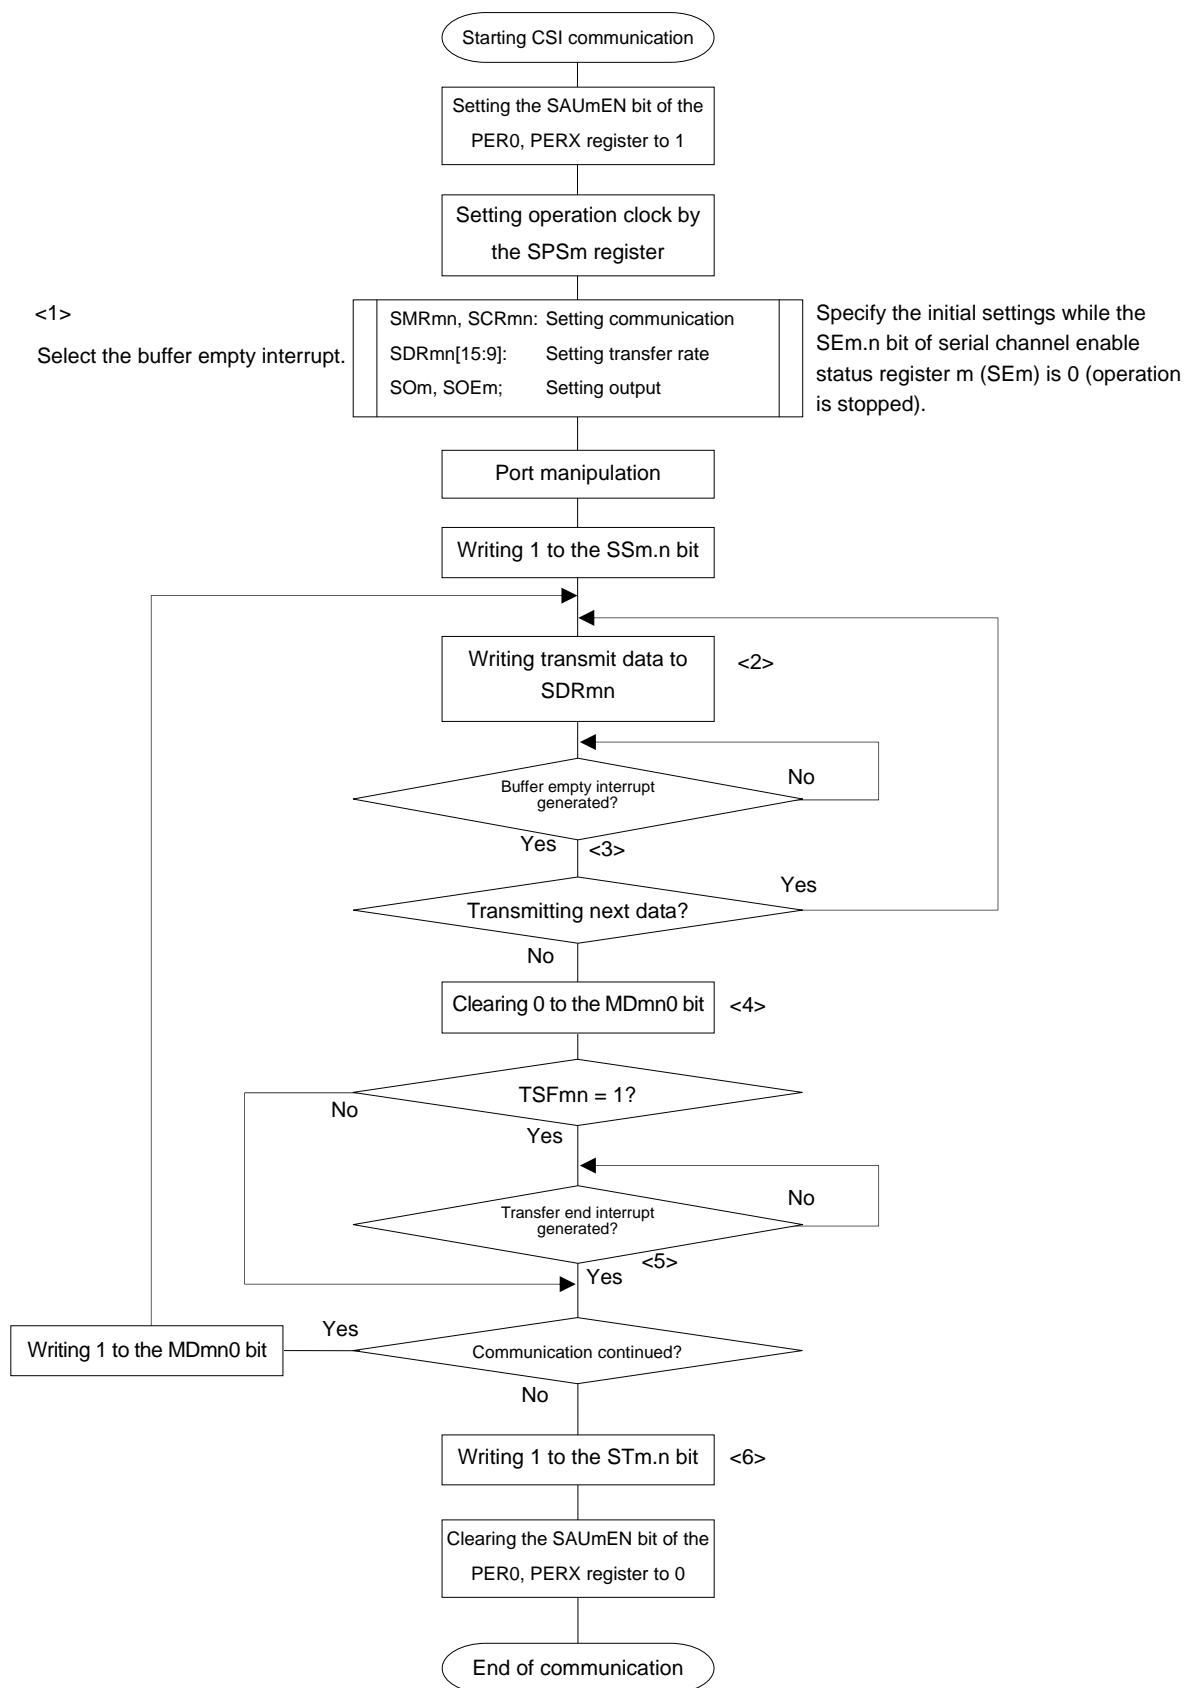 Starting CSI communication
Setting the SAUmEN bit of the
PER0, PERX register to 1
Setting operation clock by
the SPSm register
<1>
Select the buffer empty interrupt.
SMRmn, SCRmn: Setting communication
SDRmn[15:9]: Setting transfer rate
SOm, SOEm; Setting output
Specify the initial settings while the
SEm.n bit of serial channel enable
status register m (SEm) is 0 (operation
is stopped).
Port manipulation
Writing 1 to the SSm.n bit
Writing transmit data to
SDRmn
<2>
Buffer empty interrupt
generated?
No
Yes
<3>
Transmitting next data?
Yes
No
Clearing 0 to the MDmn0 bit
<4>
TSFmn = 1?
No
Yes
Transfer end interrupt
generated?
No
<5>
Yes
Communication continued?
Yes
Writing 1 to the MDmn0 bit
No
Writing 1 to the STm.n bit
<6>
Clearing the SAUmEN bit of the
PER0, PERX register to 0
End of communication